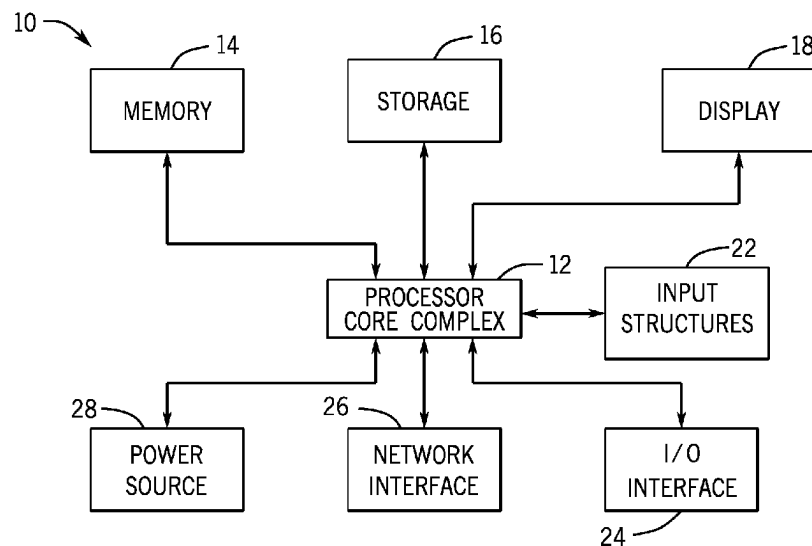 10
14
MEMORY
16
STORAGE
18
DISPLAY
12
PROCESSOR
CORE COMPLEX
22
INPUT
STRUCTURES
28
POWER
SOURCE
26
NETWORK
INTERFACE
I/O
INTERFACE
24